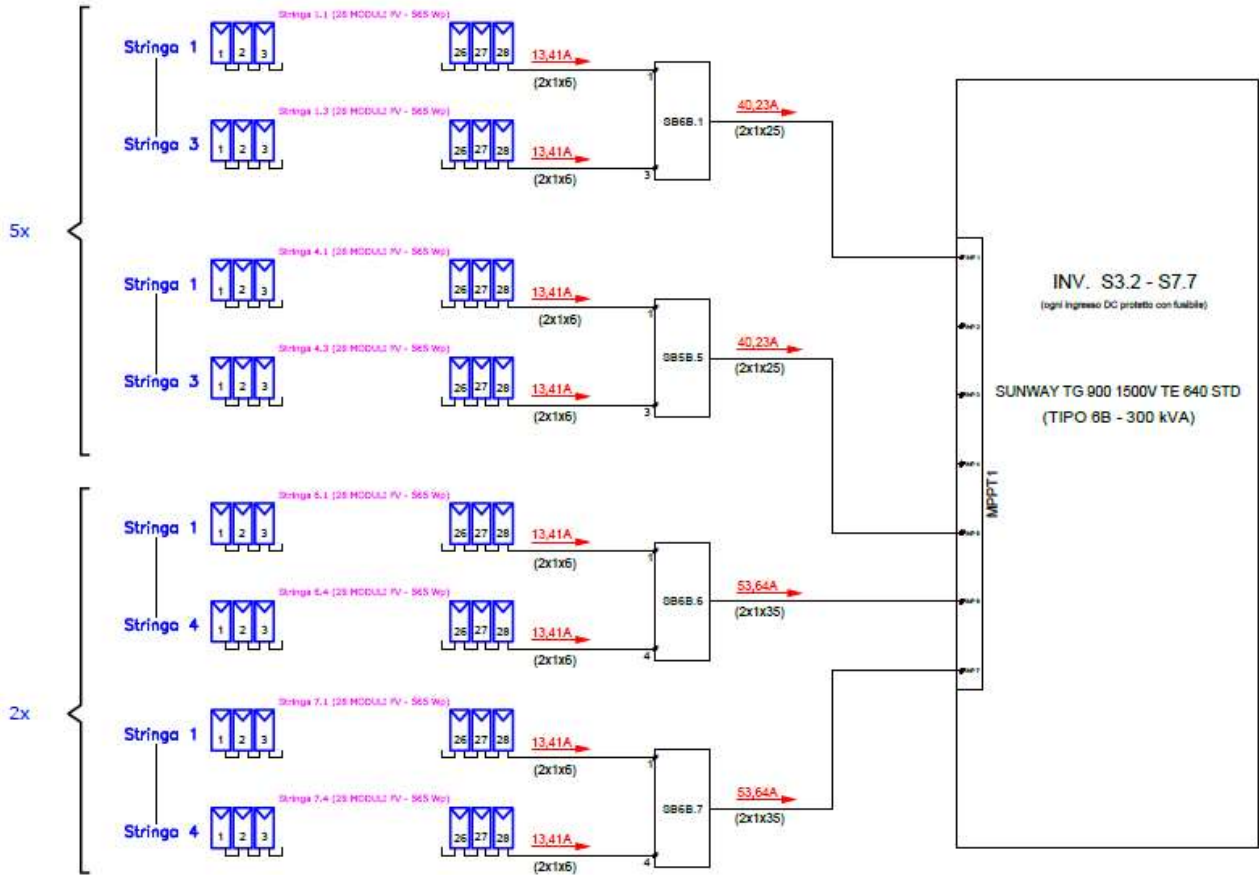 5x
Stringa 1
Stringa 1.1 (28 MODULI FV - 565 Wp)
1 2 3
26 27 28
13,41A
(2x1x6)
1
Stringa 3
Stringa 1.3 (28 MODULI FV - 565 Wp)
1 2 3
26 27 28
13,41A
(2x1x6)
3
SB6B.1
40,23A
(2x1x25)
Stringa 1
Stringa 4.1 (28 MODULI FV - 565 Wp)
1 2 3
26 27 28
13,41A
(2x1x6)
1
Stringa 3
Stringa 4.3 (28 MODULI FV - 565 Wp)
1 2 3
26 27 28
13,41A
(2x1x6)
3
SB5B.5
40,23A
(2x1x25)
2x
Stringa 1
Stringa 6.1 (28 MODULI FV - 565 Wp)
1 2 3
26 27 28
13,41A
(2x1x6)
1
Stringa 4
Stringa 6.4 (28 MODULI FV - 565 Wp)
1 2 3
26 27 28
13,41A
(2x1x6)
4
SB6B.6
53,64A
(2x1x35)
Stringa 1
Stringa 7.1 (28 MODULI FV - 565 Wp)
1 2 3
26 27 28
13,41A
(2x1x6)
1
Stringa 4
Stringa 7.4 (28 MODULI FV - 565 Wp)
1 2 3
26 27 28
13,41A
(2x1x6)
4
SB6B.7
53,64A
(2x1x35)
MPPT1
INV. S3.2 - S7.7
(ogni ingresso DC protetto con fusibile)
SUNWAY TG 900 1500V TE 640 STD
(TIPO 6B - 300 kVA)